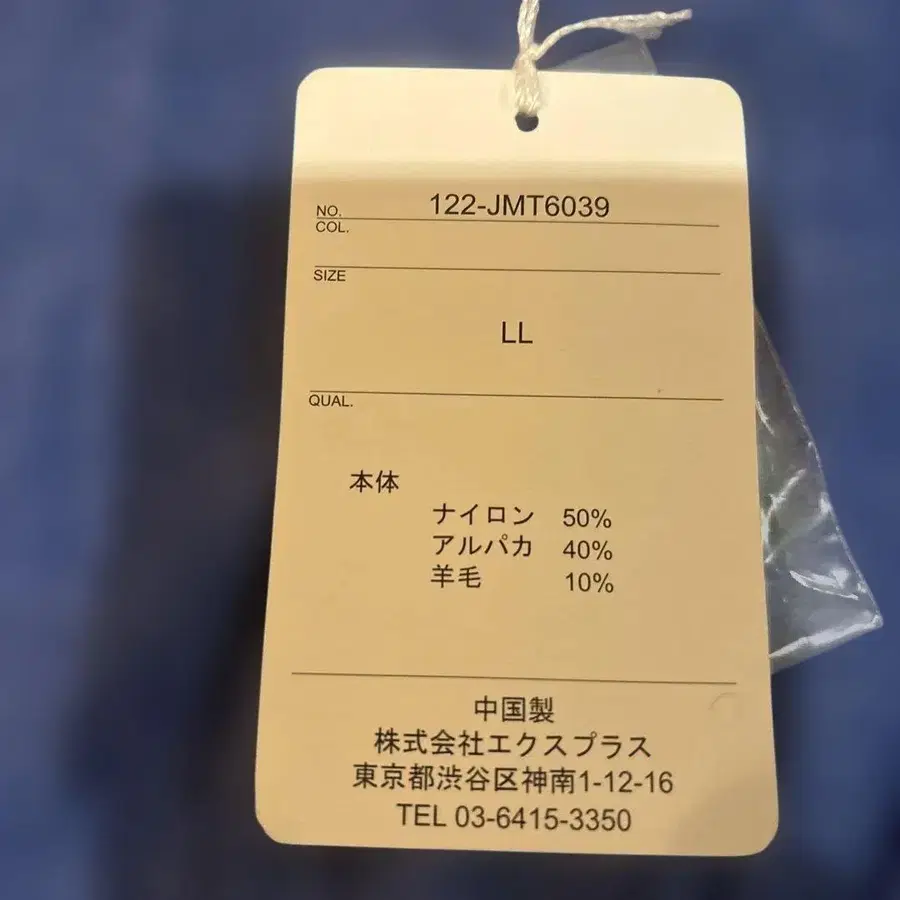 NO. 122-JMT6039
COL.
SIZE
LL
QUAL.
本体
ナイロン 50%
アルパカ 40%
羊毛 10%
中国製
株式会社エクスプラス
東京都渋谷区神南1-12-16
TEL 03-6415-3350